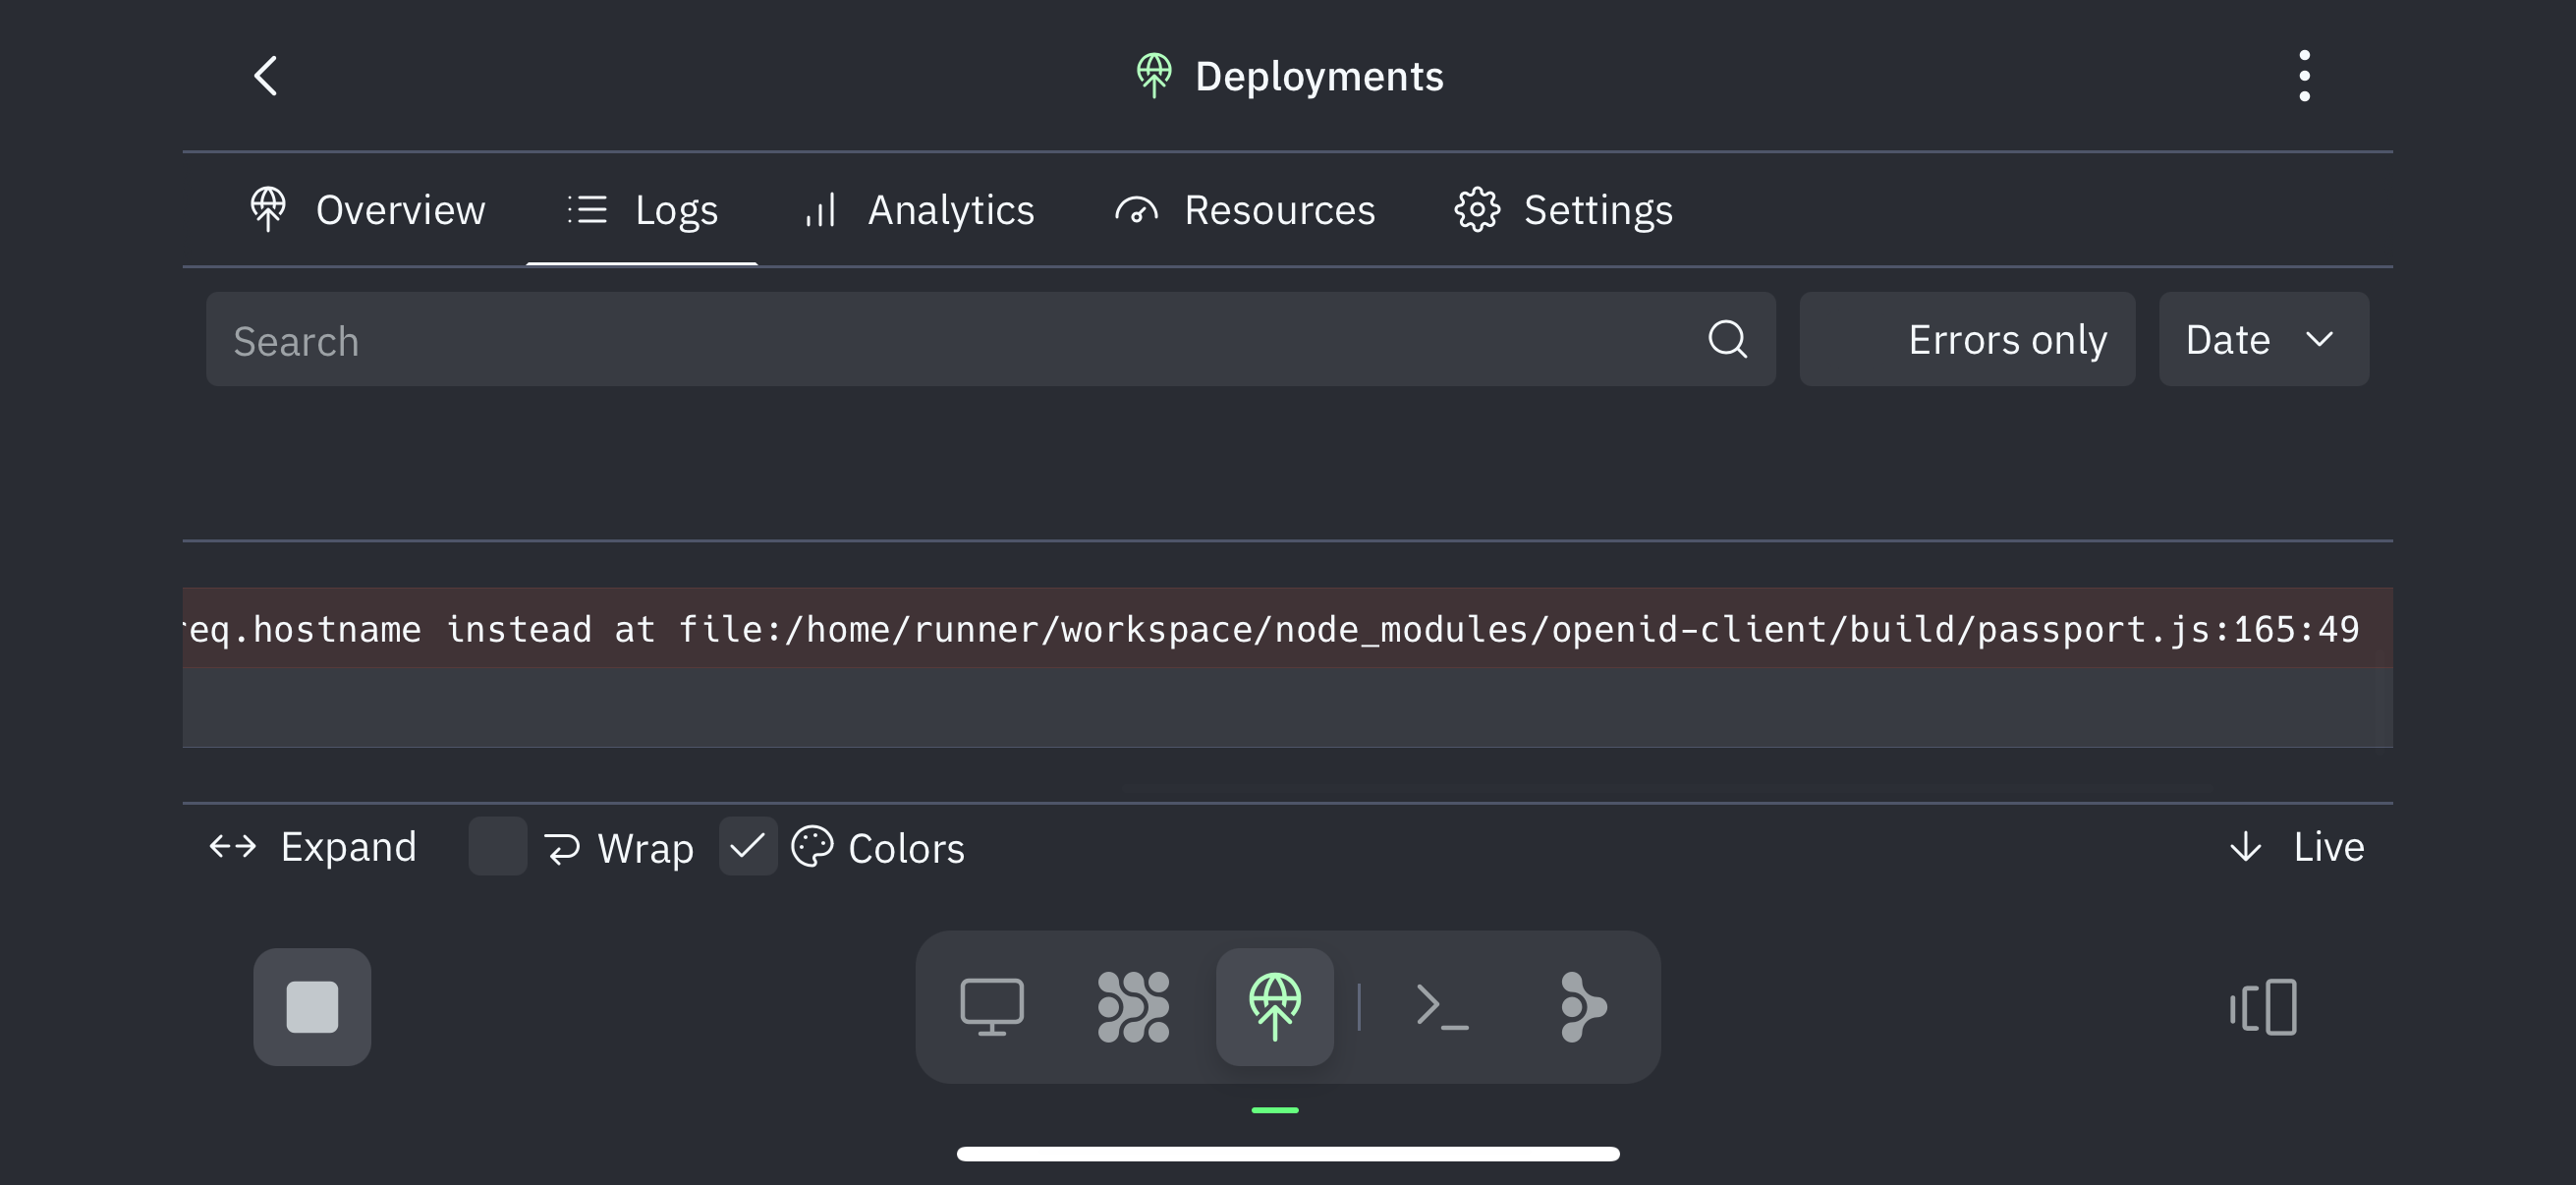 Deployments
Overview Logs Analytics Resources Settings
Search Errors only Date
req.hostname instead at file:/home/runner/workspace/node_modules/openid-client/build/passport.js:165:49
Expand Wrap Colors Live